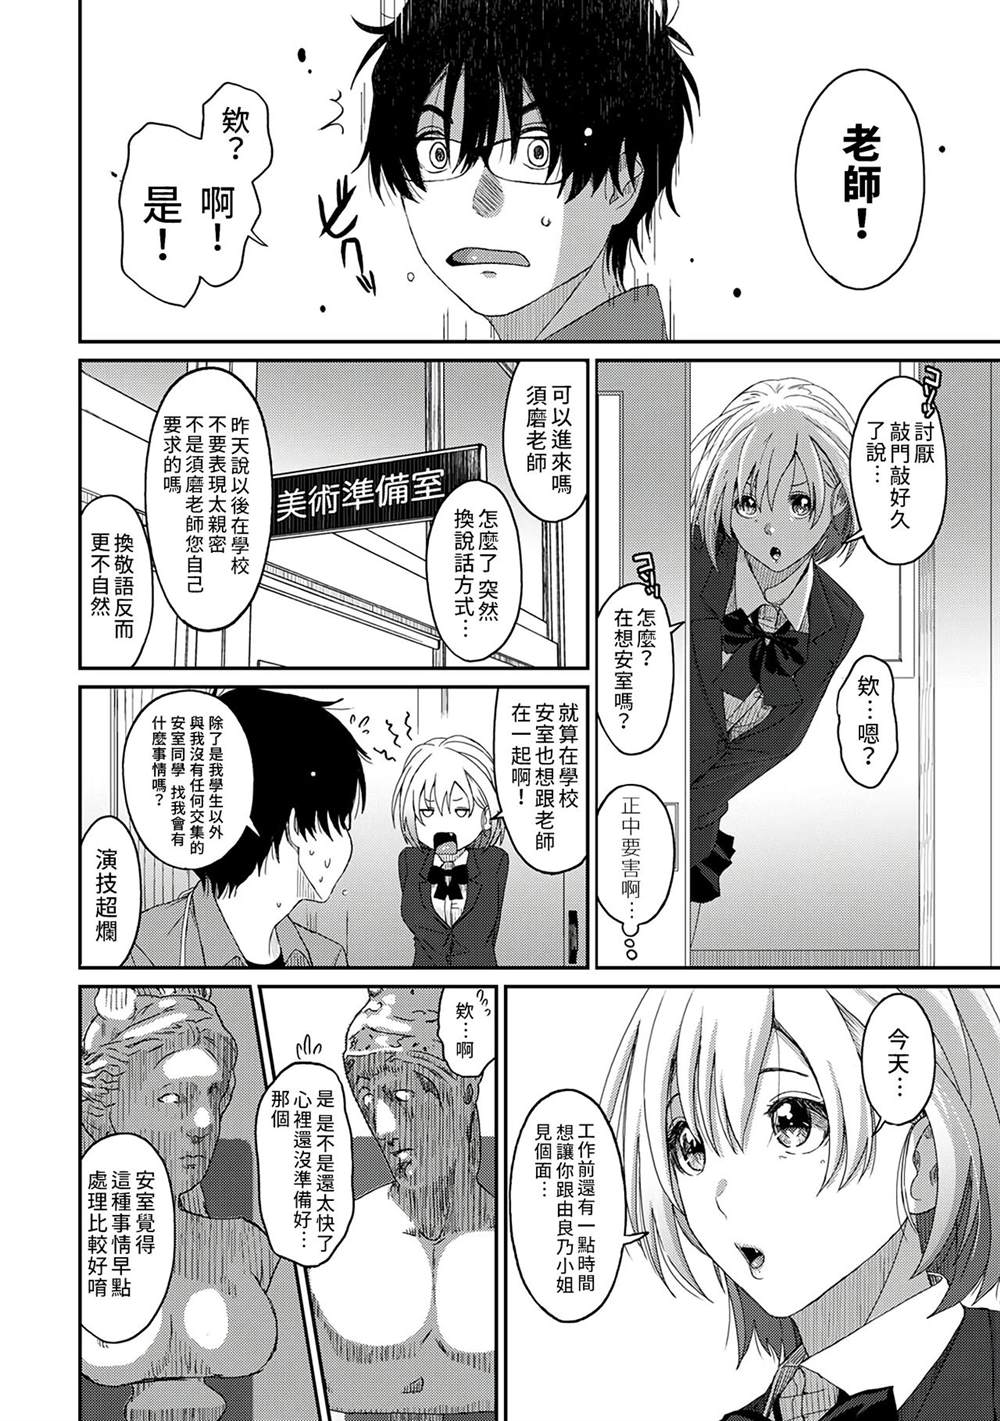 老師！
欸？
啊！
是！
討厭
敲門敲好久
了說…
欸…嗯？
怎麼？
在想安室嗎？
正中要害啊…
可以進來嗎
須磨老師
怎麼了 突然
換說話方式…
美術準備室
昨天說以後在學校
不要表現太親密
不是須磨老師您自己
要求的嗎
換敬語反而
更不自然
就算在學校
安室也想跟老師
在一起啊！
除了是我學生以外
與我沒有任何交集的
安室同學 找我會有
什麼事情嗎？
演技超爛
今天…
工作前還有一點時間
想讓你跟由良乃小姐
見個面…
欸…啊
是 是不是還太快了
心裡還沒準備好…
那個
安室覺得
這種事情早點
處理比較好唷